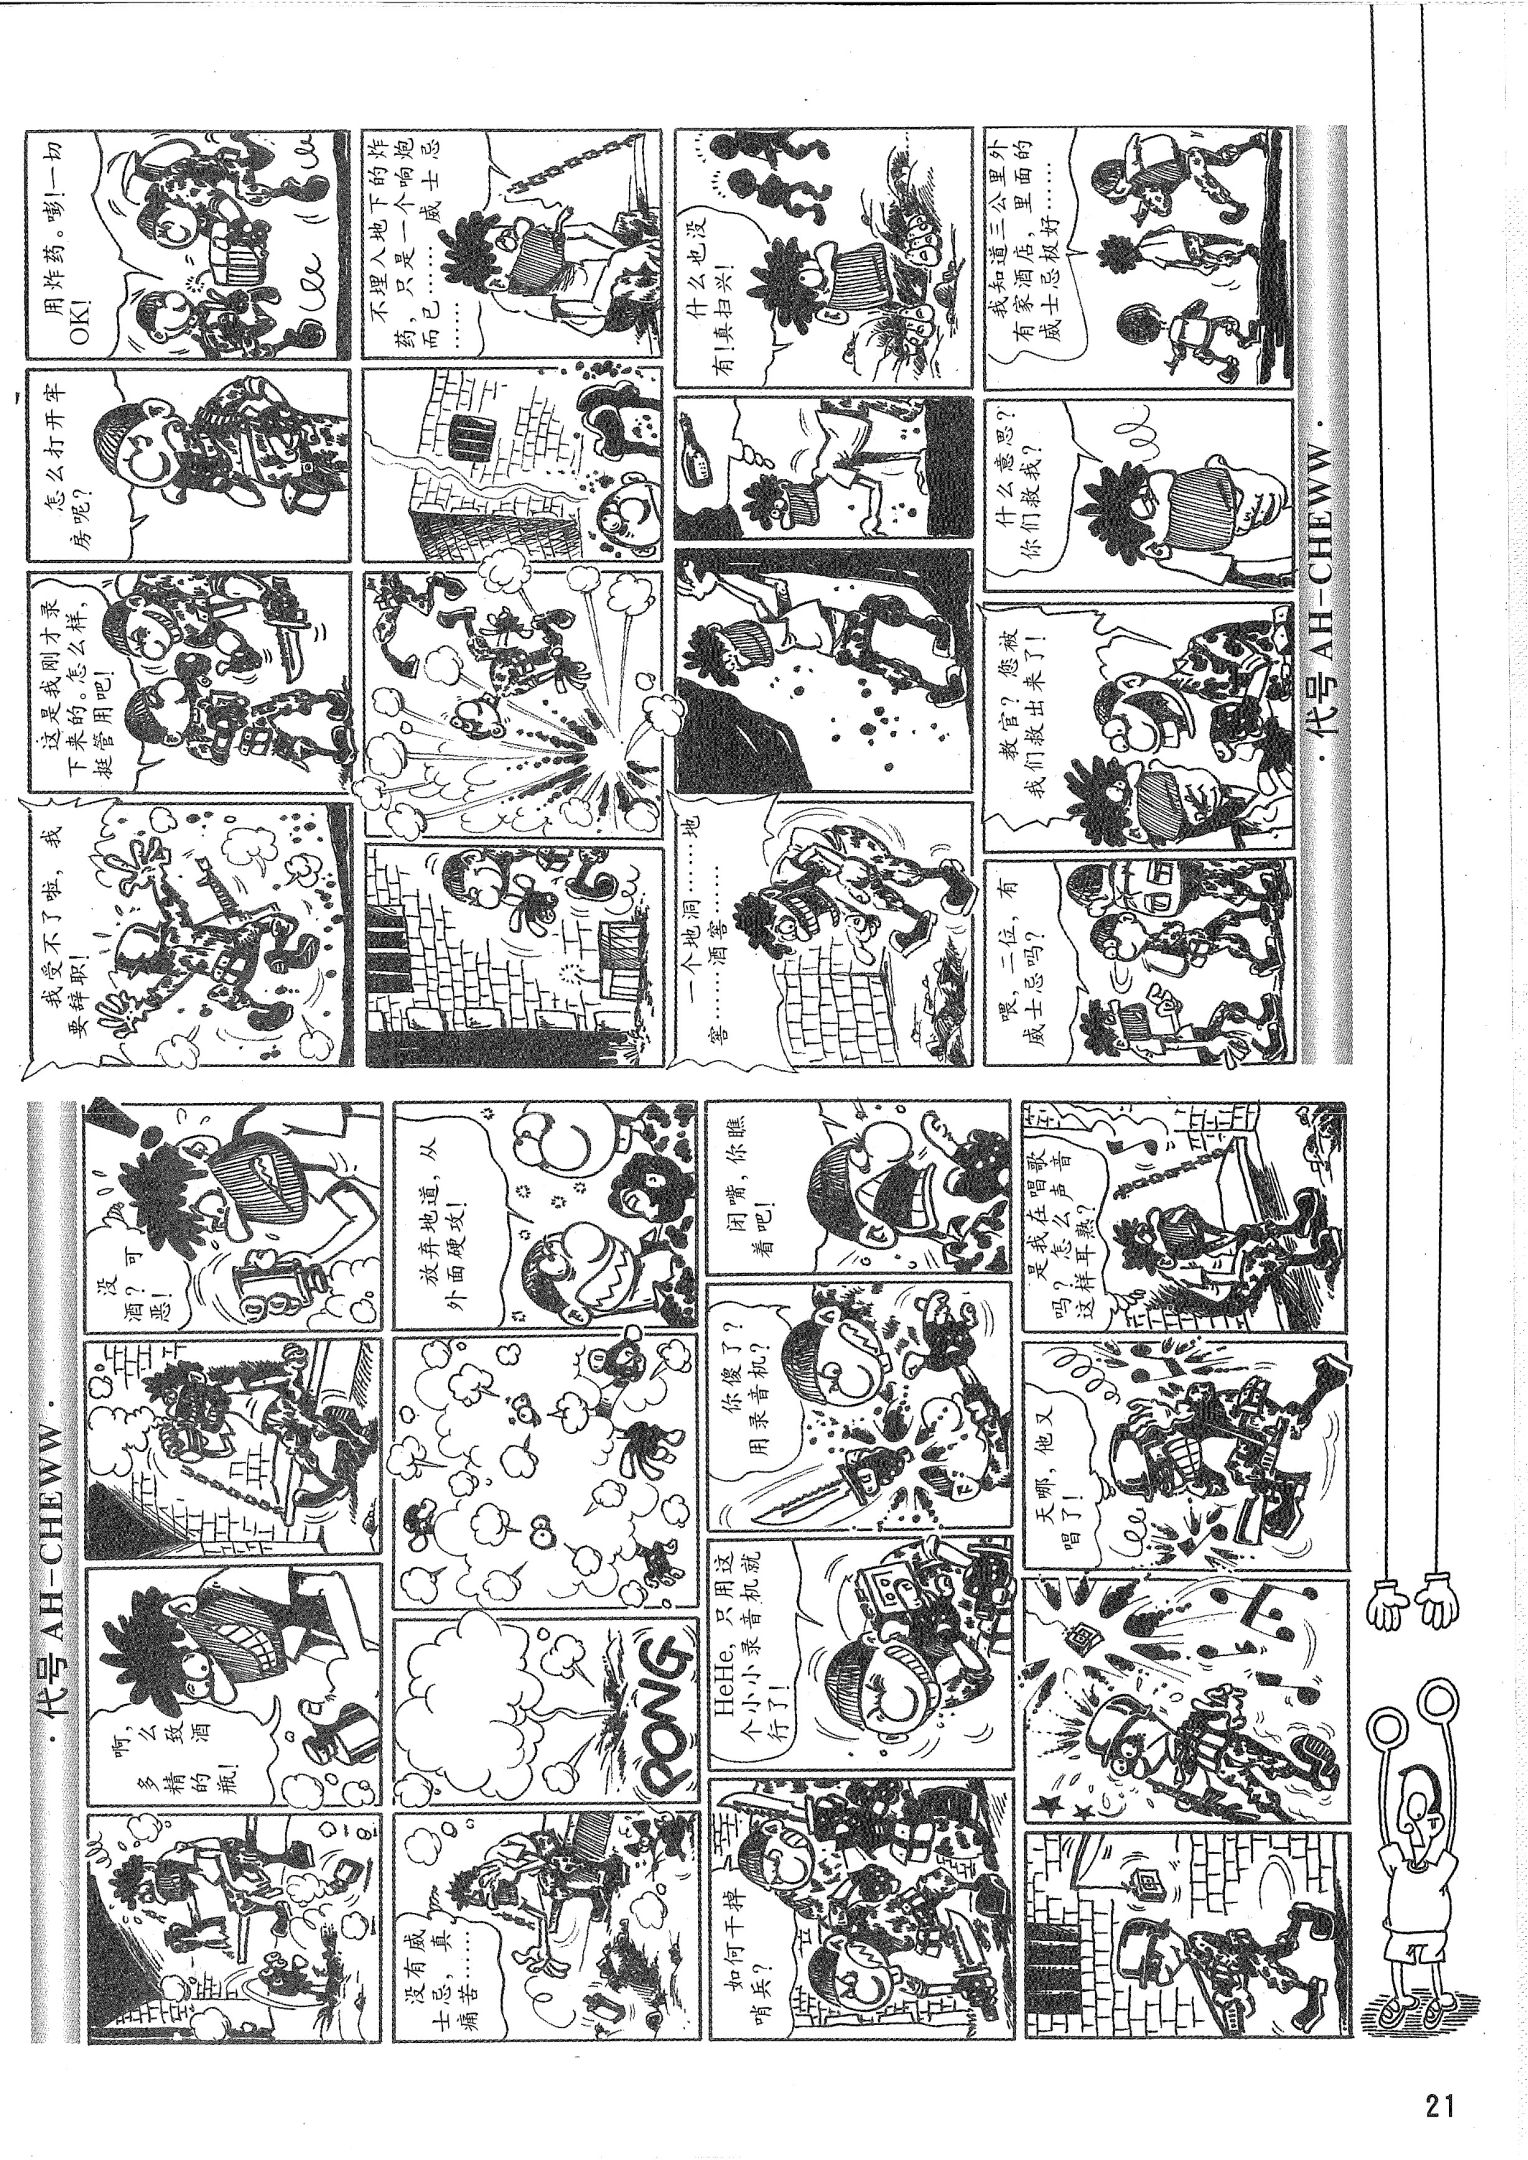 ·代号 AH-CHEWW·
啊，
多么
精致
的酒
瓶!
没
酒？可
恶!
没有威
士忌，真
痛苦……
PONG
放弃地道，从
外面硬攻!
如何干掉
哨兵?
HeHe，只用这
个小小录音机就
行了!
你傻了？
用录音机?
闭嘴，你瞧
着吧!
天哪，他又
唱了!
是我在唱歌
吗？怎么声音
这样耳熟?
我受不了啦，我
要辞职!
这是我刚才录
下来的。怎么样，
挺管用吧!
怎么打开牢
房呢?
用炸药。嘭!一切
OK!
不埋入地下的炸
药，只是一个响炮
而已……威士忌
……
一个地洞……地
窖……酒窖……
什么也没
有!真扫兴!
喂，二位，有
威士忌吗?
教官？您被
我们救出来了!
什么意思?
你们救我?
我知道三公里外
有家酒店，里面的
威士忌极好……
·代号 AH-CHEWW·
21